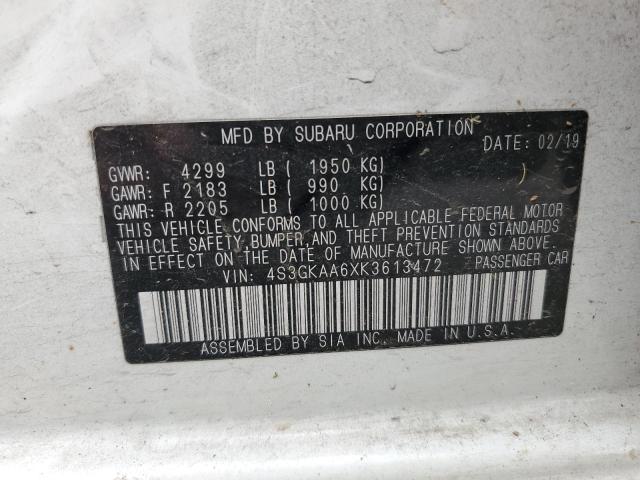 MFD BY SUBARU CORPORATION DATE: 02/19
GVWR: 4299 LB ( 1950 KG)
GAWR: F 2183 LB ( 990 KG)
GAWR: R 2205 LB ( 1000 KG)
THIS VEHICLE CONFORMS TO ALL APPLICABLE FEDERAL MOTOR
VEHICLE SAFETY, BUMPER, AND THEFT PREVENTION STANDARDS
IN EFFECT ON THE DATE OF MANUFACTURE SHOWN ABOVE.
VIN: 4S3GKAA6XK3613472 PASSENGER CAR
ASSEMBLED BY SIA INC. MADE IN U.S.A.